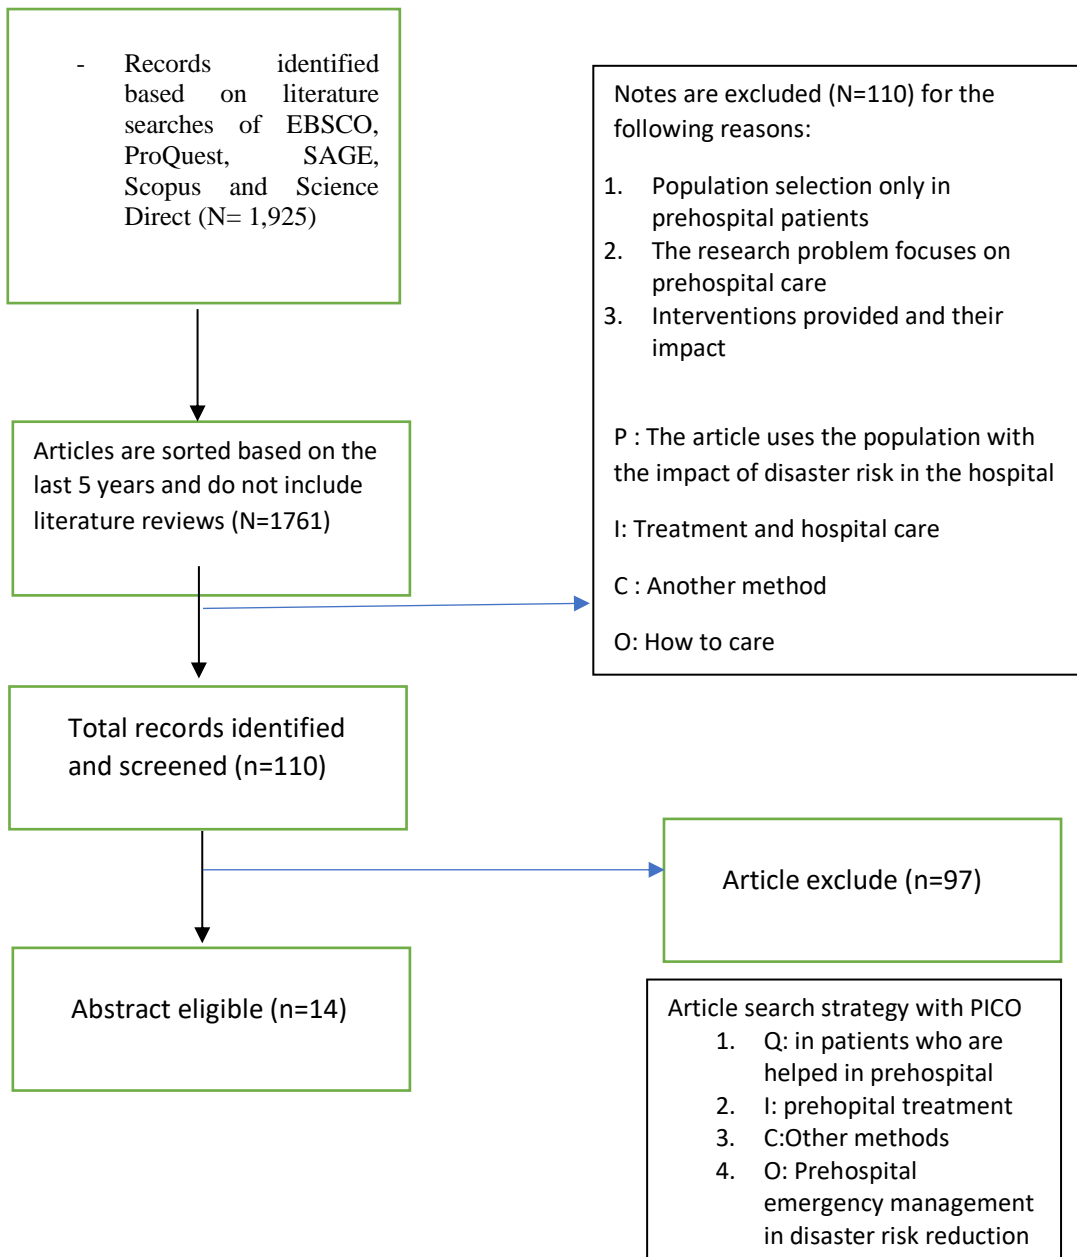 - Records identified
based on literature
searches of EBSCO,
ProQuest, SAGE,
Scopus and Science
Direct (N= 1,925)
Articles are sorted based on the
last 5 years and do not include
literature reviews (N=1761)
Notes are excluded (N=110) for the
following reasons:
1. Population selection only in
prehospital patients
2. The research problem focuses on
prehospital care
3. Interventions provided and their
impact
P : The article uses the population with
the impact of disaster risk in the hospital
I: Treatment and hospital care
C : Another method
O: How to care
Total records identified
and screened (n=110)
Article exclude (n=97)
Abstract eligible (n=14)
Article search strategy with PICO
1. Q: in patients who are
helped in prehospital
2. I: prehopital treatment
3. C:Other methods
4. O: Prehospital
emergency management
in disaster risk reduction